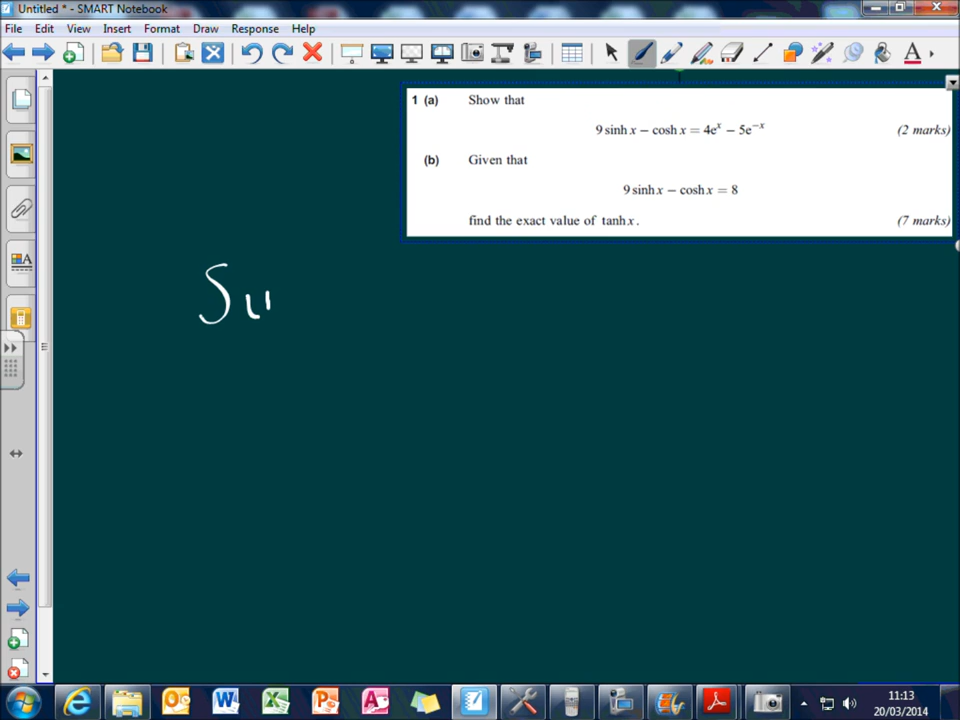 Untitled * - SMART Notebook
File Edit View Insert Format Draw Response Help
1 (a) Show that
9 sinh x − cosh x = 4eˣ − 5e⁻ˣ (2 marks)
(b) Given that
9 sinh x − cosh x = 8
find the exact value of tanh x. (7 marks)
11:13
20/03/2014